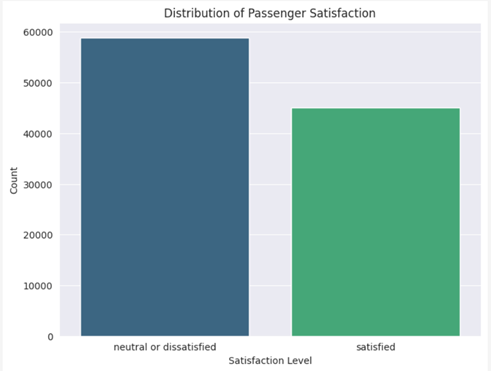 Distribution of Passenger Satisfaction
60000
50000
40000
30000
20000
10000
0
Count
neutral or dissatisfied
satisfied
Satisfaction Level